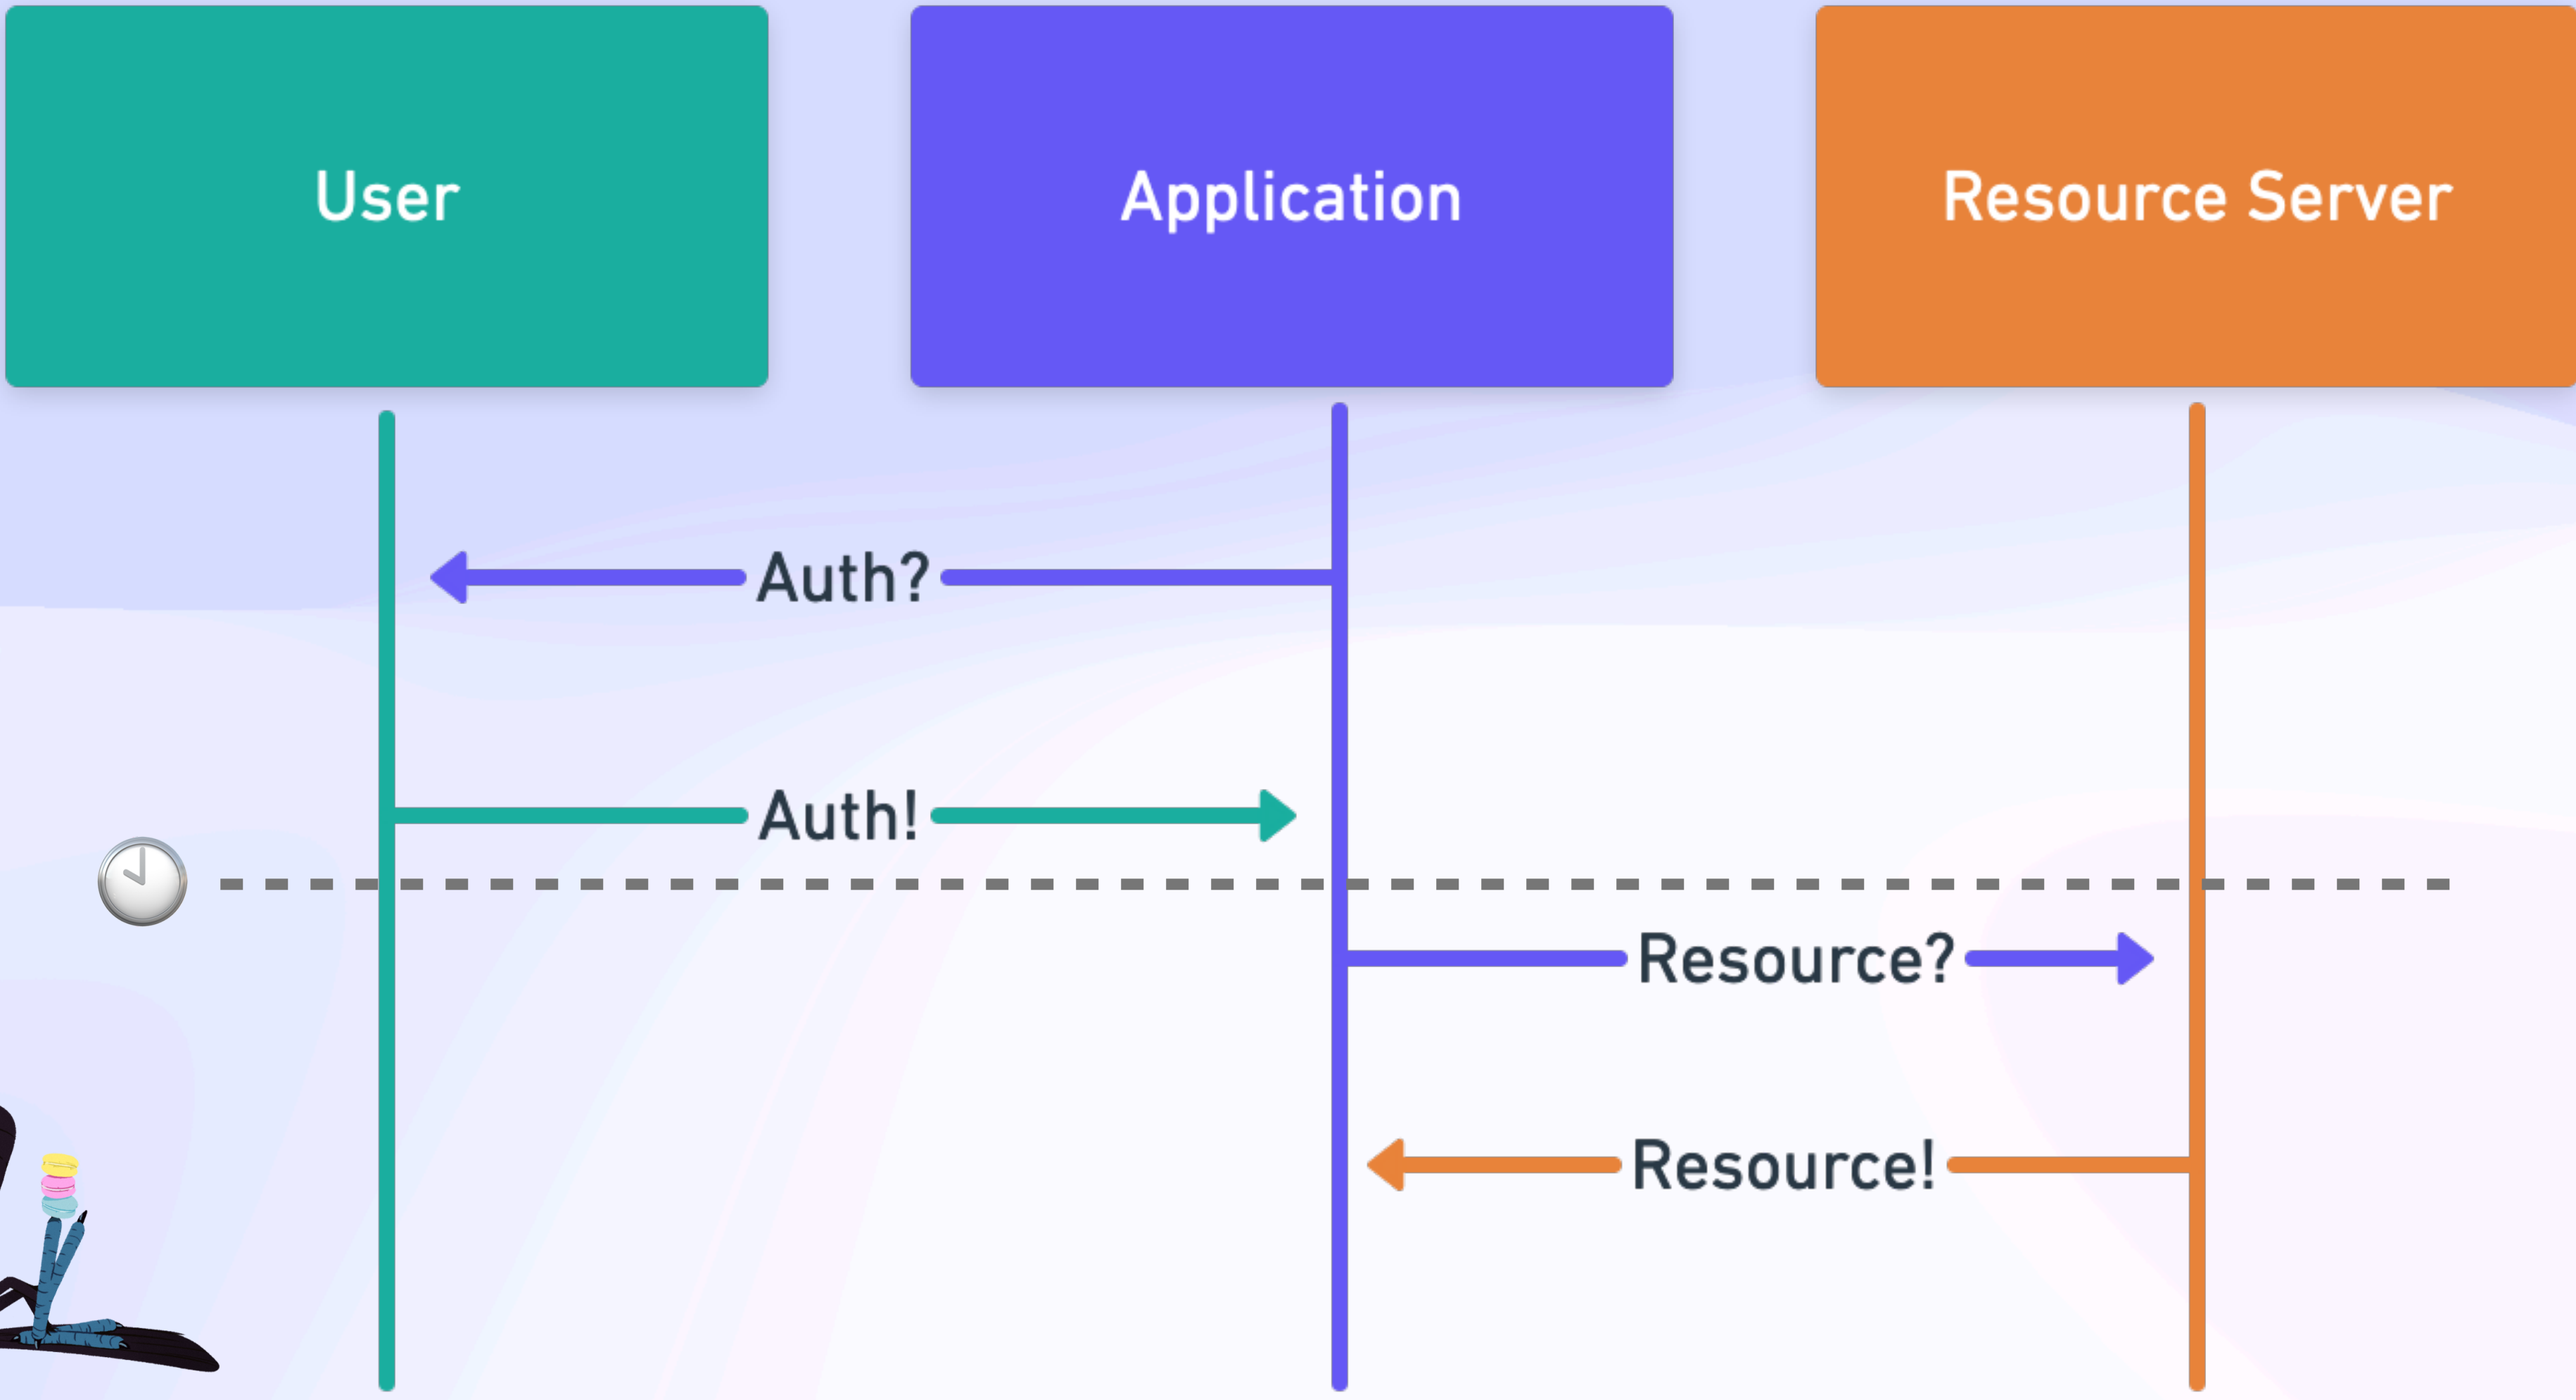 User
Application
Resource Server
Auth?
Auth!
Resource?
Resource!